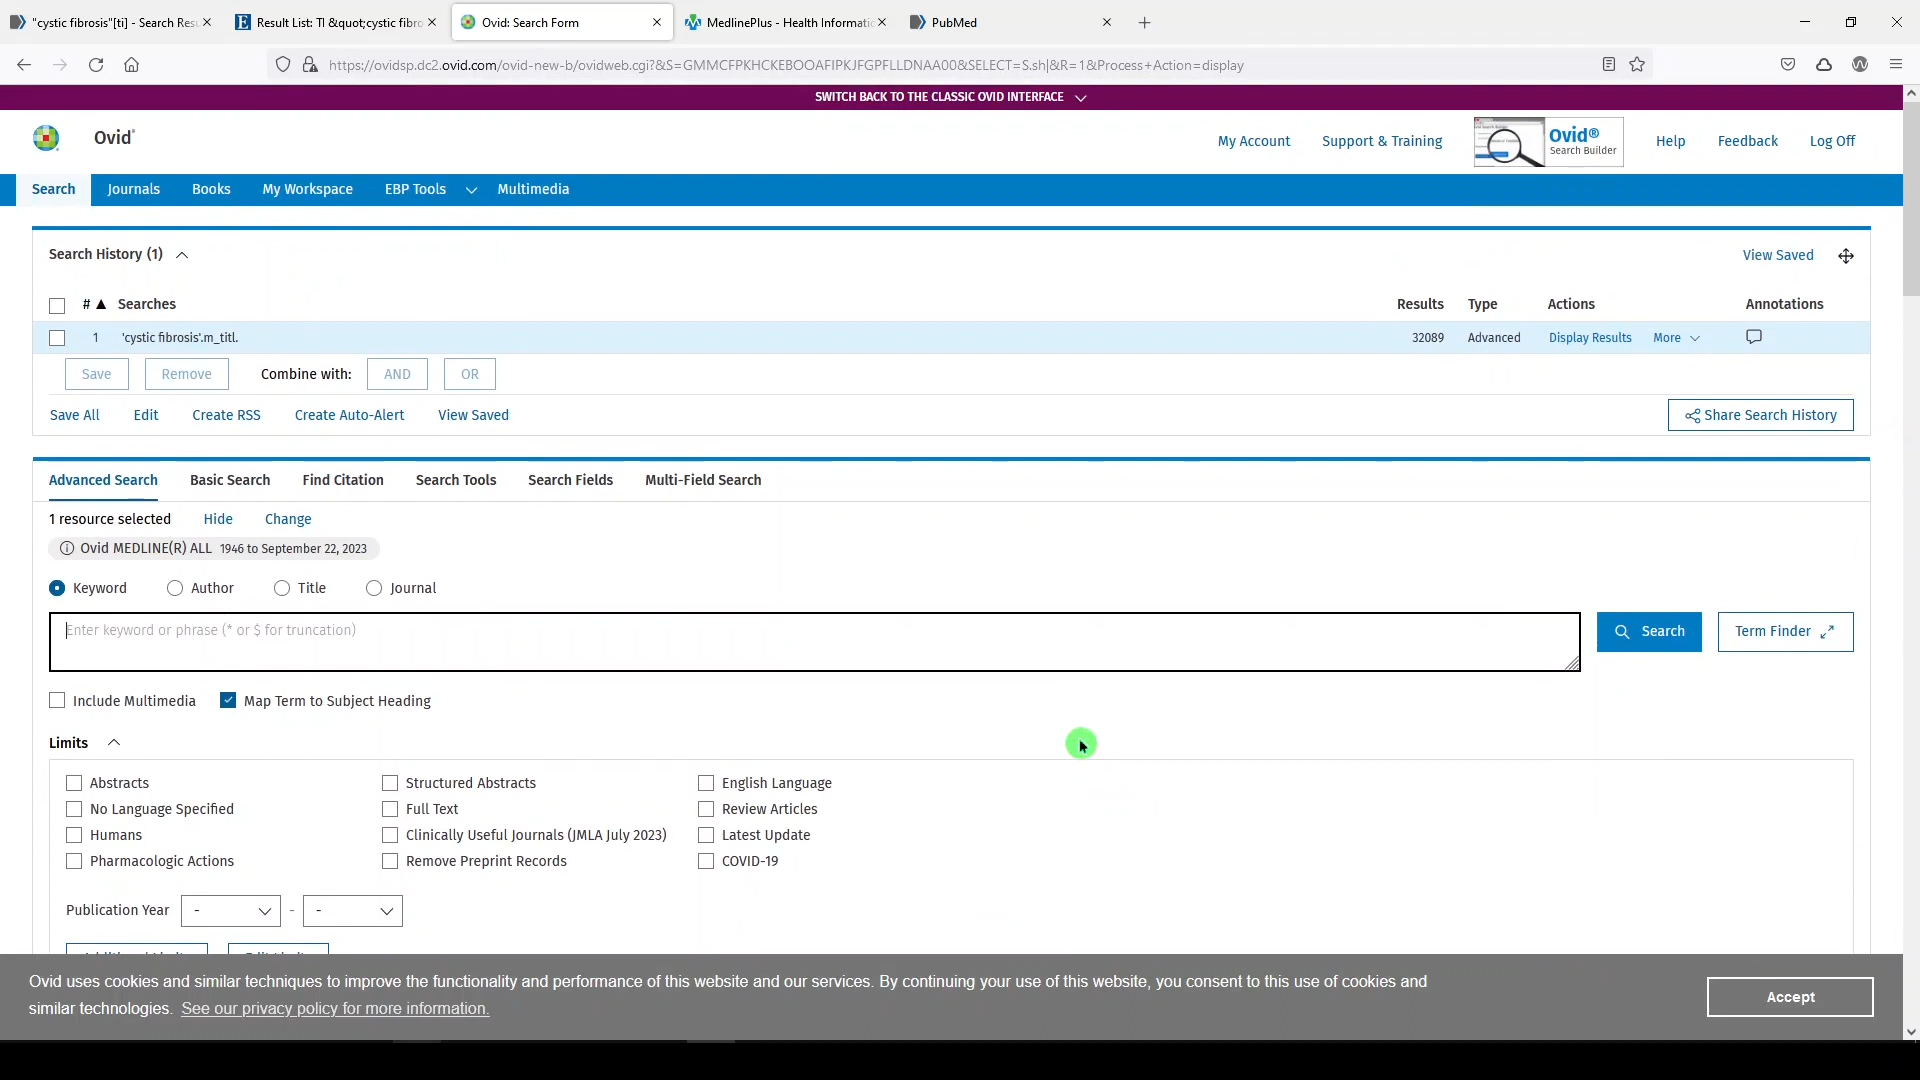 "cystic fibrosis"[ti] - Search Res
Result List: TI &quot;cystic fibro
Ovid: Search Form
MedlinePlus - Health Informatic
PubMed
https://ovidsp.dc2.ovid.com/ovid-new-b/ovidweb.cgi?&S=GMMCFPKHCKEBOOAFIPKJFGPFLLDNAA00&SELECT=S.sh|&R=1&Process+Action=display
SWITCH BACK TO THE CLASSIC OVID INTERFACE
Ovid®
My Account
Support & Training
Ovid®
Search Builder
Help
Feedback
Log Off
Search
Journals
Books
My Workspace
EBP Tools
Multimedia
Search History (1)
View Saved
# ▲ Searches
Results
Type
Actions
Annotations
1
'cystic fibrosis'.m_titl.
32089
Advanced
Display Results
More
Save
Remove
Combine with:
AND
OR
Save All
Edit
Create RSS
Create Auto-Alert
View Saved
Share Search History
Advanced Search
Basic Search
Find Citation
Search Tools
Search Fields
Multi-Field Search
1 resource selected
Hide
Change
Ovid MEDLINE(R) ALL 1946 to September 22, 2023
Keyword
Author
Title
Journal
Enter keyword or phrase (* or $ for truncation)
Search
Term Finder
Include Multimedia
Map Term to Subject Heading
Limits
Abstracts
Structured Abstracts
English Language
No Language Specified
Full Text
Review Articles
Humans
Clinically Useful Journals (JMLA July 2023)
Latest Update
Pharmacologic Actions
Remove Preprint Records
COVID-19
Publication Year
-
-
-
Ovid uses cookies and similar techniques to improve the functionality and performance of this website and our services. By continuing your use of this website, you consent to this use of cookies and
similar technologies. See our privacy policy for more information.
Accept